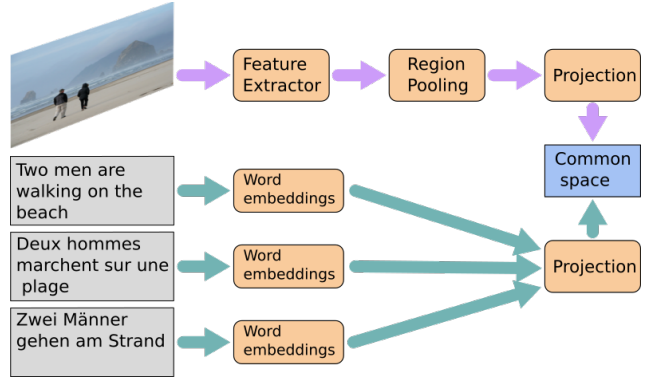 Feature
Extractor
Region
Pooling
Projection
Two men are
walking on the
beach
Word
embeddings
Common
space
Deux hommes
marchent sur une
plage
Word
embeddings
Projection
Zwei Männer
gehen am Strand
Word
embeddings